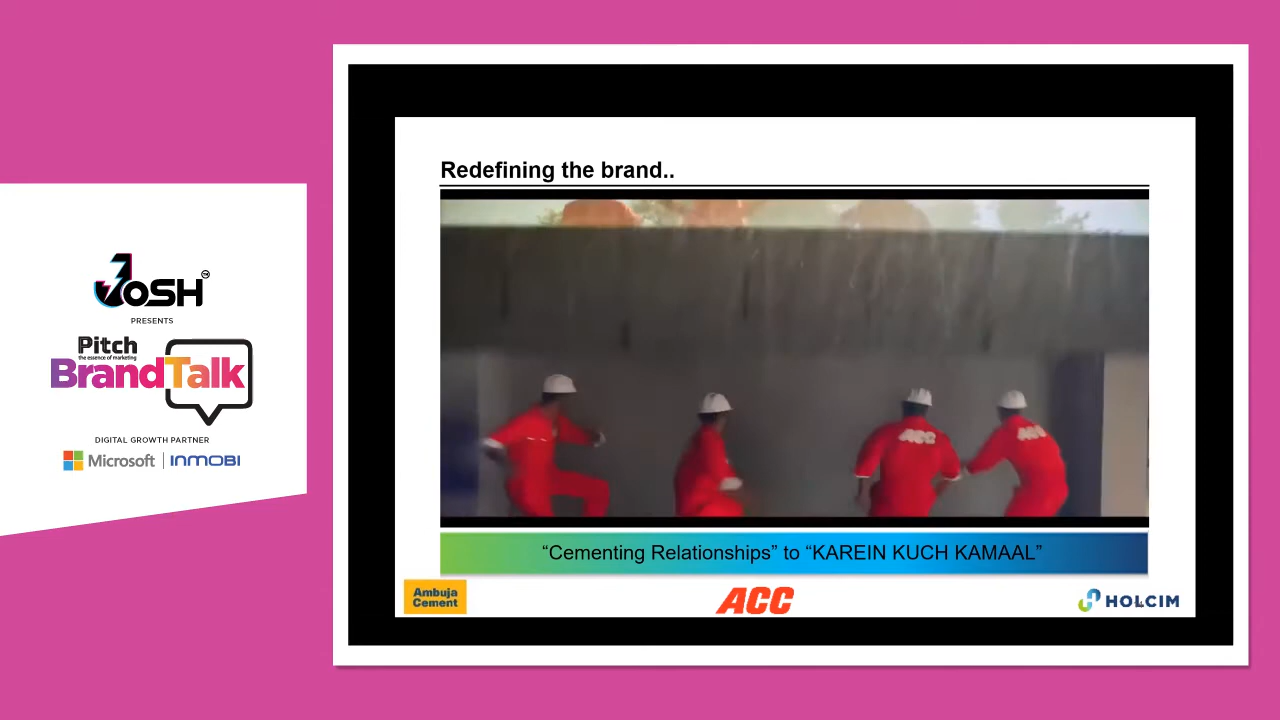 JOSH
PRESENTS
Pitch
the essence of marketing
BrandTalk
DIGITAL GROWTH PARTNER
Microsoft | INMOBI
Redefining the brand..
ACC
ACC
“Cementing Relationships” to “KAREIN KUCH KAMAAL”
Ambuja
Cement
ACC
HOLCIM